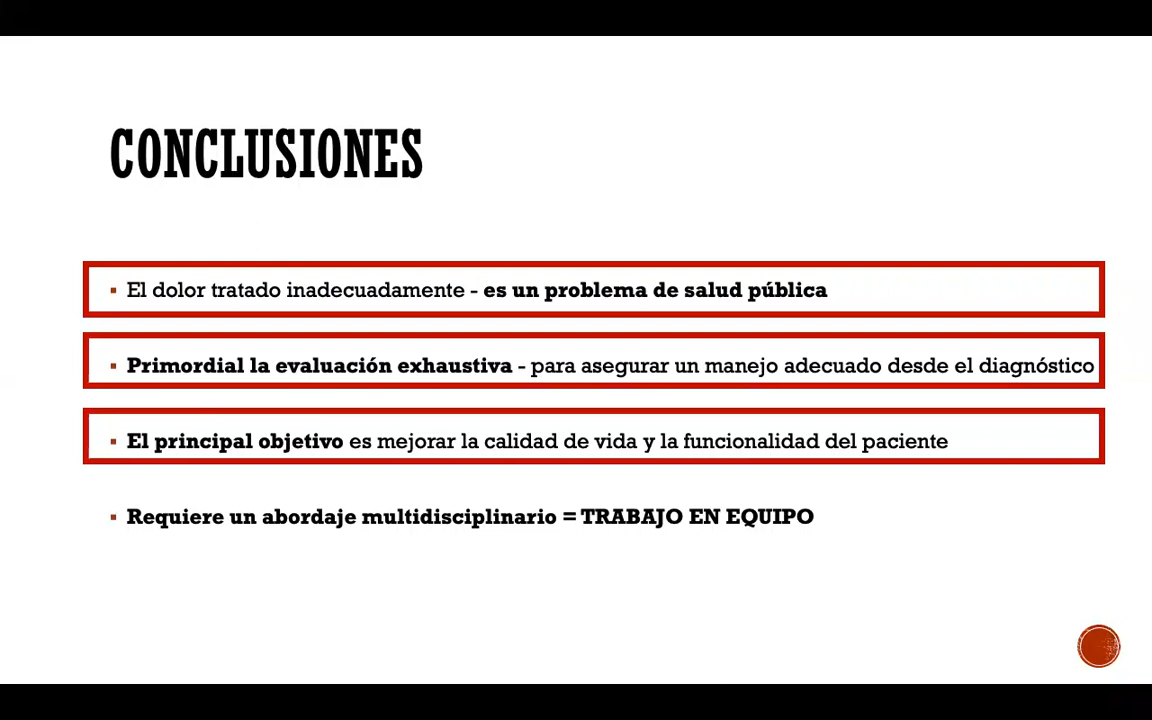 CONCLUSIONES
▪ El dolor tratado inadecuadamente - es un problema de salud pública
▪ Primordial la evaluación exhaustiva - para asegurar un manejo adecuado desde el diagnóstico
▪ El principal objetivo es mejorar la calidad de vida y la funcionalidad del paciente
▪ Requiere un abordaje multidisciplinario = TRABAJO EN EQUIPO